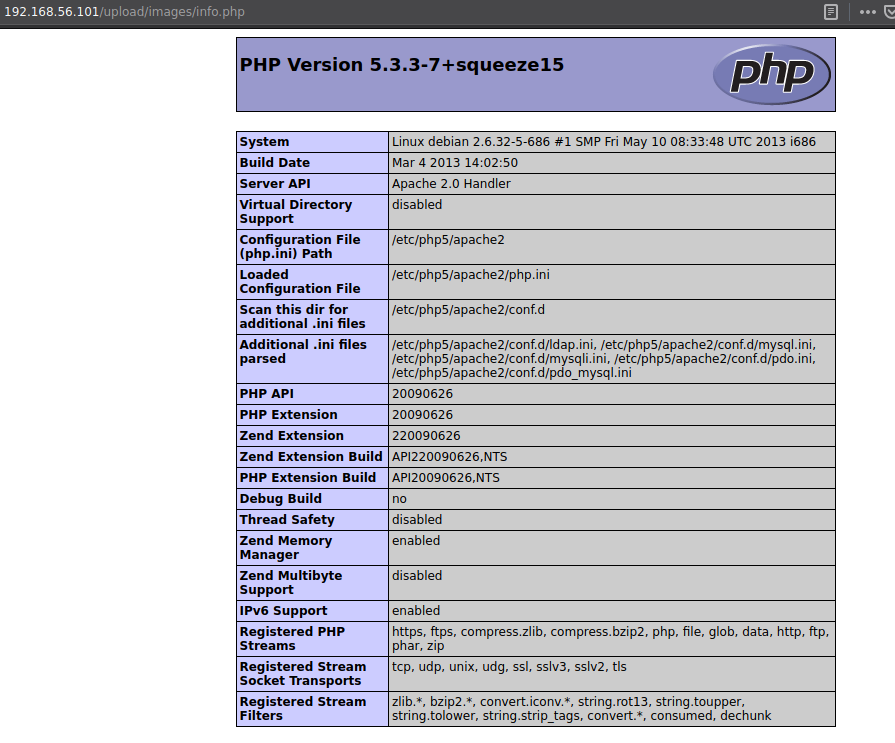 192.168.56.101/upload/images/info.php
PHP Version 5.3.3-7+squeeze15
php
System Linux debian 2.6.32-5-686 #1 SMP Fri May 10 08:33:48 UTC 2013 i686
Build Date Mar 4 2013 14:02:50
Server API Apache 2.0 Handler
Virtual Directory
Support
disabled
Configuration File
(php.ini) Path
/etc/php5/apache2
Loaded
Configuration File
/etc/php5/apache2/php.ini
Scan this dir for
additional .ini files
/etc/php5/apache2/conf.d
Additional .ini files
parsed
/etc/php5/apache2/conf.d/ldap.ini, /etc/php5/apache2/conf.d/mysql.ini,
/etc/php5/apache2/conf.d/mysqli.ini, /etc/php5/apache2/conf.d/pdo.ini,
/etc/php5/apache2/conf.d/pdo_mysql.ini
PHP API 20090626
PHP Extension 20090626
Zend Extension 220090626
Zend Extension Build API220090626,NTS
PHP Extension Build API20090626,NTS
Debug Build no
Thread Safety disabled
Zend Memory
Manager
enabled
Zend Multibyte
Support
disabled
IPv6 Support enabled
Registered PHP
Streams
https, ftps, compress.zlib, compress.bzip2, php, file, glob, data, http, ftp,
phar, zip
Registered Stream
Socket Transports
tcp, udp, unix, udg, ssl, sslv3, sslv2, tls
Registered Stream
Filters
zlib.*, bzip2.*, convert.iconv.*, string.rot13, string.toupper,
string.tolower, string.strip_tags, convert.*, consumed, dechunk